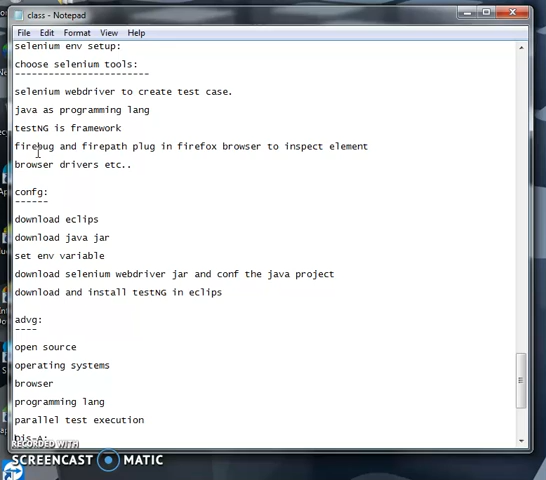 class - Notepad
File Edit Format View Help
selenium env setup:
choose selenium tools:
------------------------
selenium webdriver to create test case.
java as programming lang
testNG is framework
firebug and firepath plug in firefox browser to inspect element
browser drivers etc..
confg:
------
download eclips
download java jar
set env variable
download selenium webdriver jar and conf the java project
download and install testNG in eclips
advg:
----
open source
operating systems
browser
programming lang
parallel test execution
Dis-A:
RECORDED WITH
SCREENCAST MATIC